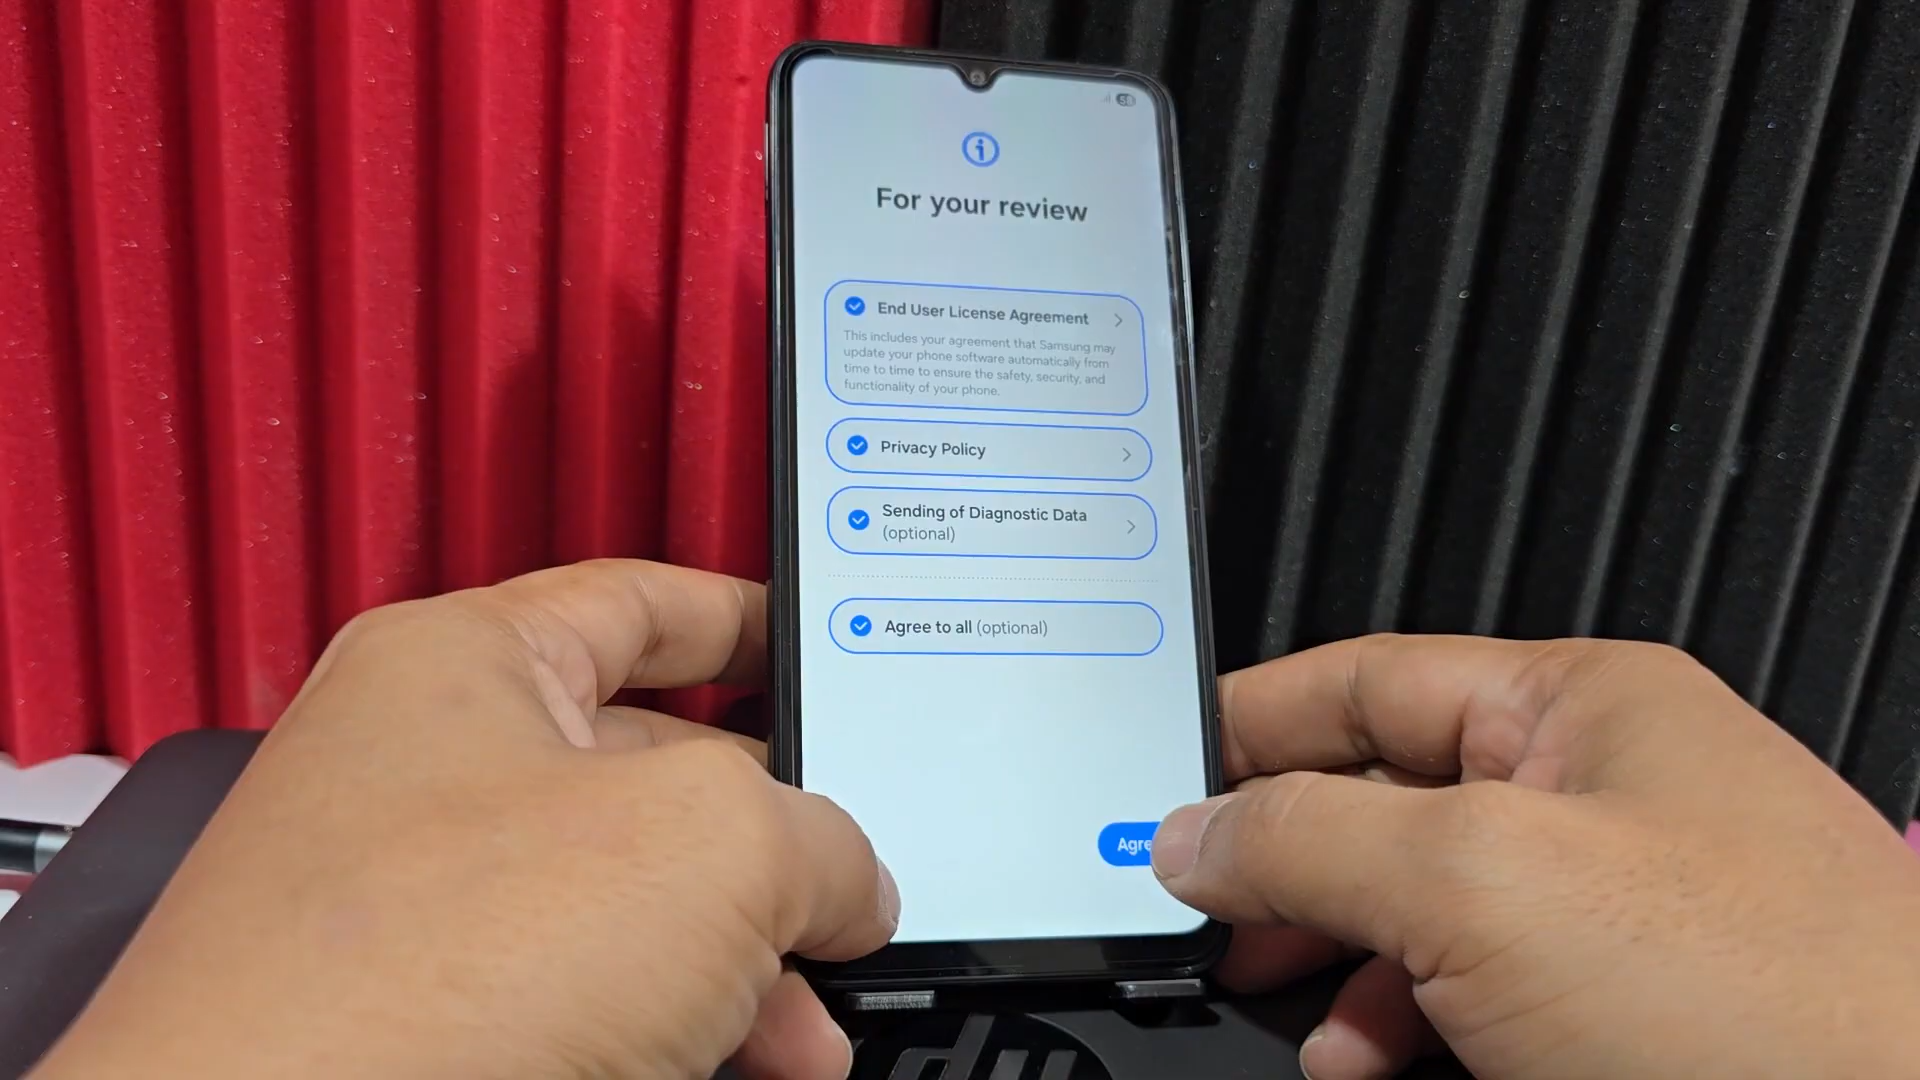 58
For your review
End User License Agreement
This includes your agreement that Samsung may
update your phone software automatically from
time to time to ensure the safety, security, and
functionality of your phone.
Privacy Policy
Sending of Diagnostic Data
(optional)
Agree to all (optional)
Agre
hp